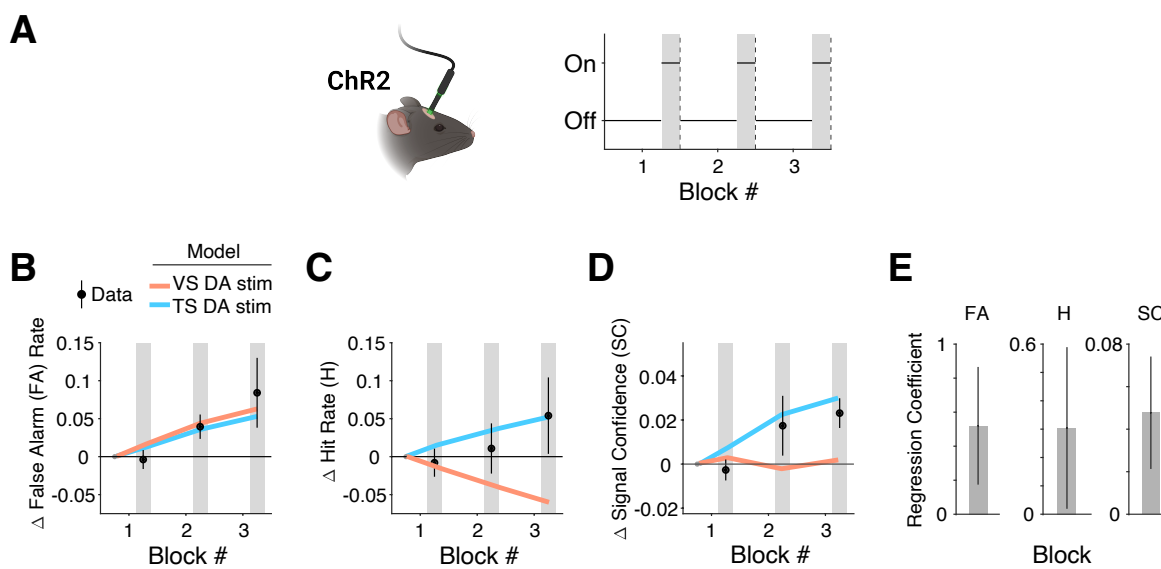 A
ChR2
On
Off
1 2 3
Block #
B
Model
Data
VS DA stim
TS DA stim
△ False Alarm (FA) Rate
0.15
0.1
0.05
0
-0.05
1 2 3
Block #
C
△ Hit Rate (H)
0.15
0.1
0.05
0
-0.05
1 2 3
Block #
D
△ Signal Confidence (SC)
0.04
0.02
0
-0.02
1 2 3
Block #
E
FA H SC
Regression Coefficient
1 0.6 0.08
0 0 0
Block